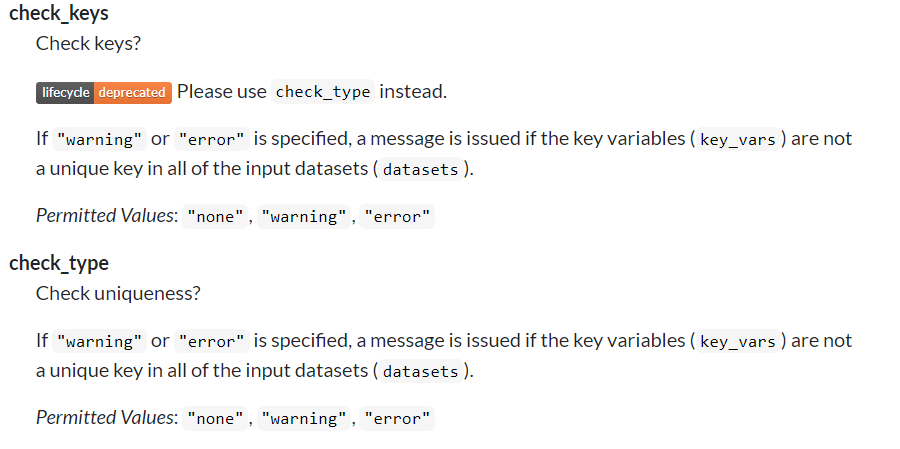 check_keys
Check keys?
lifecycle deprecated Please use check_type instead.
If "warning" or "error" is specified, a message is issued if the key variables ( key_vars ) are not
a unique key in all of the input datasets ( datasets ).
Permitted Values: "none" , "warning" , "error"
check_type
Check uniqueness?
If "warning" or "error" is specified, a message is issued if the key variables ( key_vars ) are not
a unique key in all of the input datasets ( datasets ).
Permitted Values: "none" , "warning" , "error"